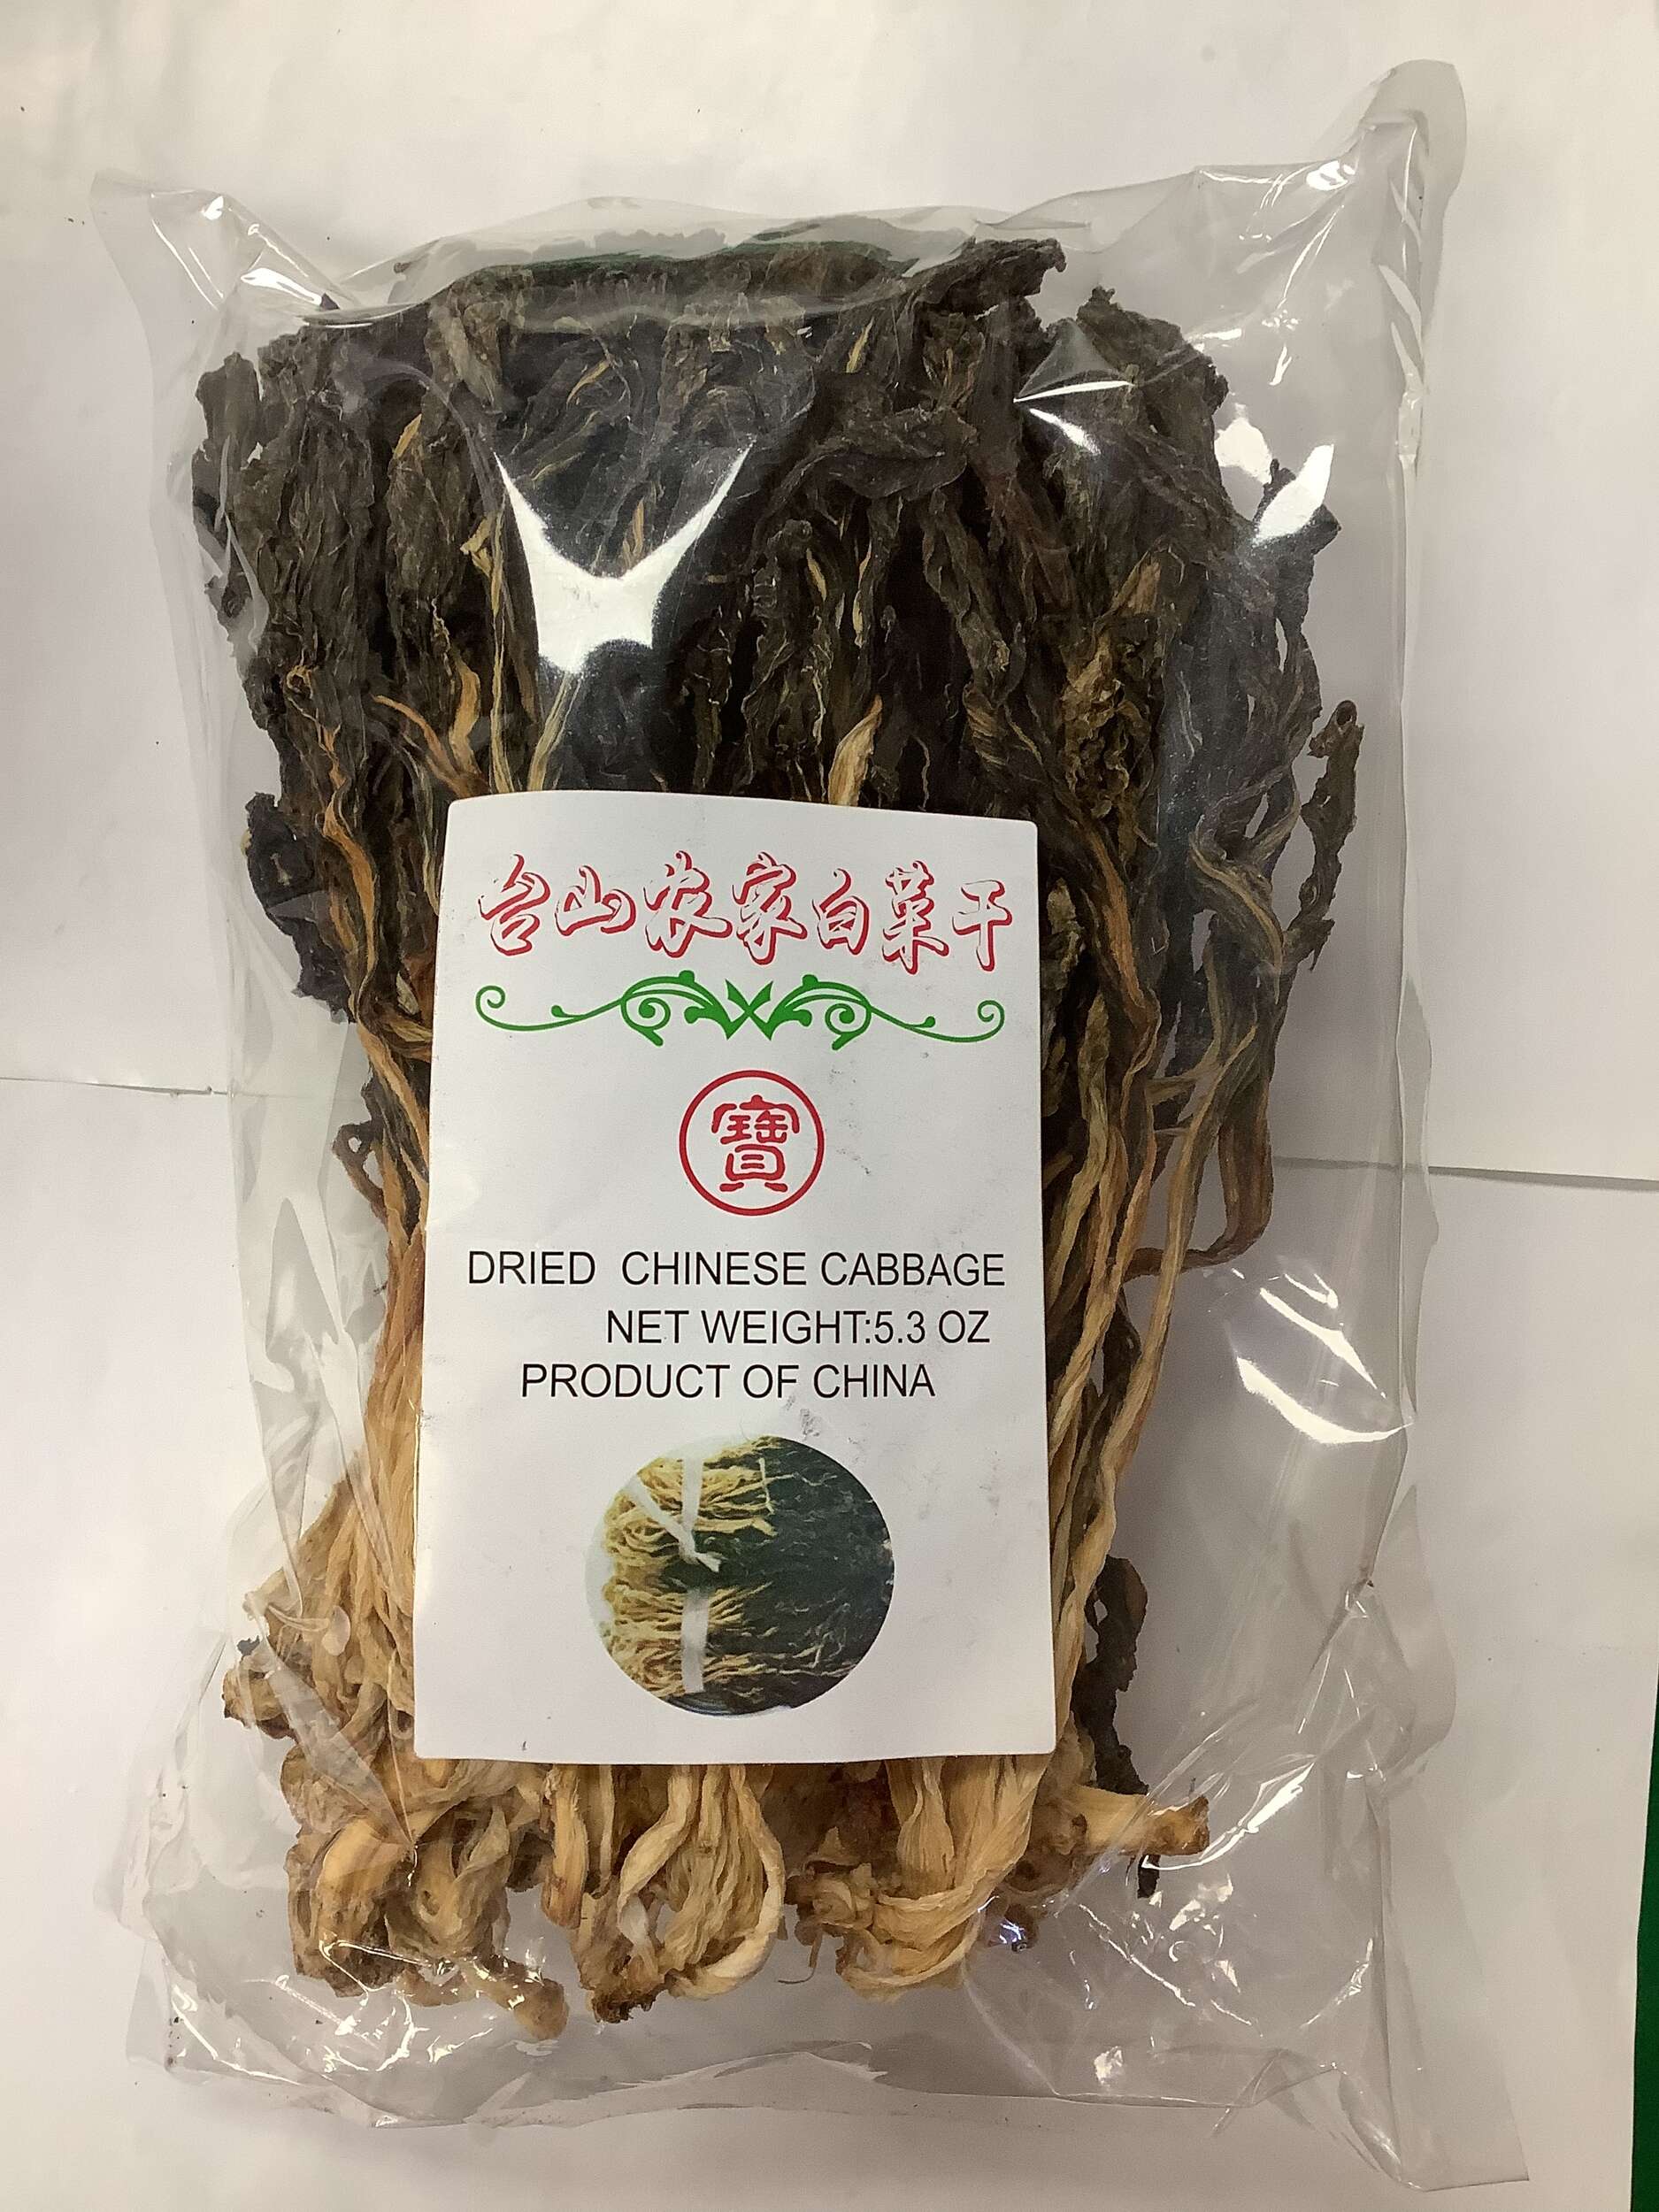 台山农家白菜干
寶
DRIED CHINESE CABBAGE
NET WEIGHT:5.3 OZ
PRODUCT OF CHINA